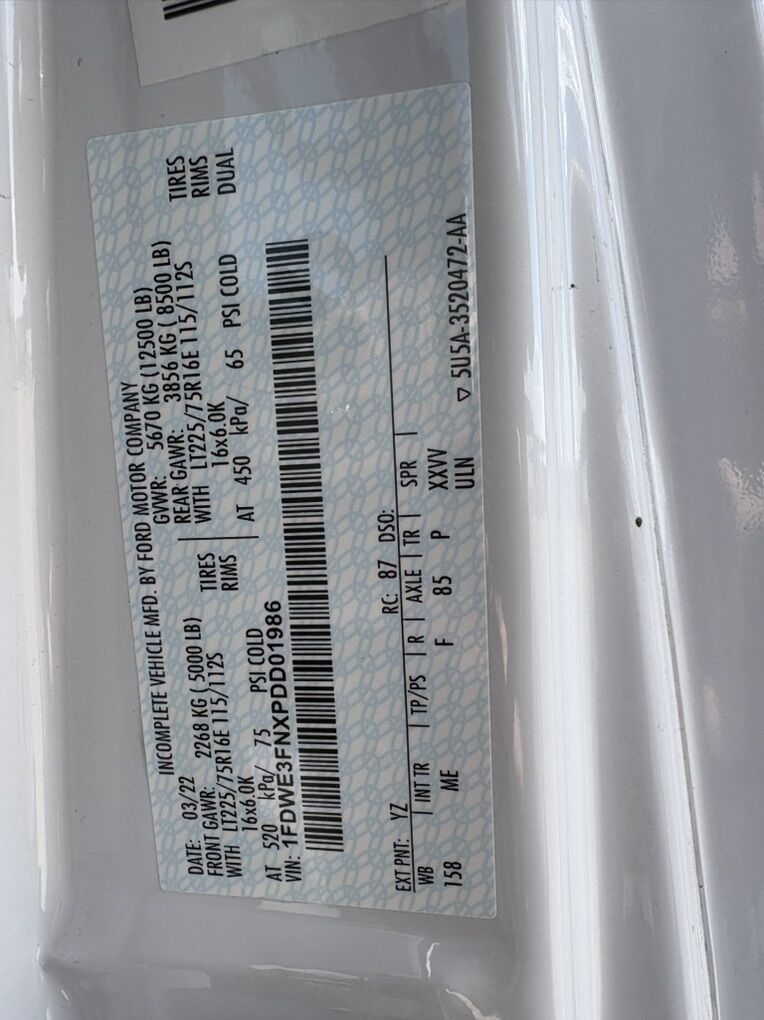 INCOMPLETE VEHICLE MFD. BY FORD MOTOR COMPANY
DATE: 03/22 GVWR: 5670 KG (12500 LB)
FRONT GAWR: 2268 KG ( 5000 LB) REAR GAWR: 3856 KG ( 8500 LB)
WITH LT225/75R16E 115/112S TIRES WITH LT225/75R16E 115/112S TIRES
16x6.0K RIMS 16x6.0K RIMS
AT 520 kPa/ 75 PSI COLD AT 450 kPa/ 65 PSI COLD DUAL
VIN: 1FDWE3FNXPDD01986
EXT PNT: YZ RC: 87 DSO:
WB INT TR TP/PS R AXLE TR SPR
158 ME F 85 P XXVV
ULN
▽ 5U5A-3520472-AA